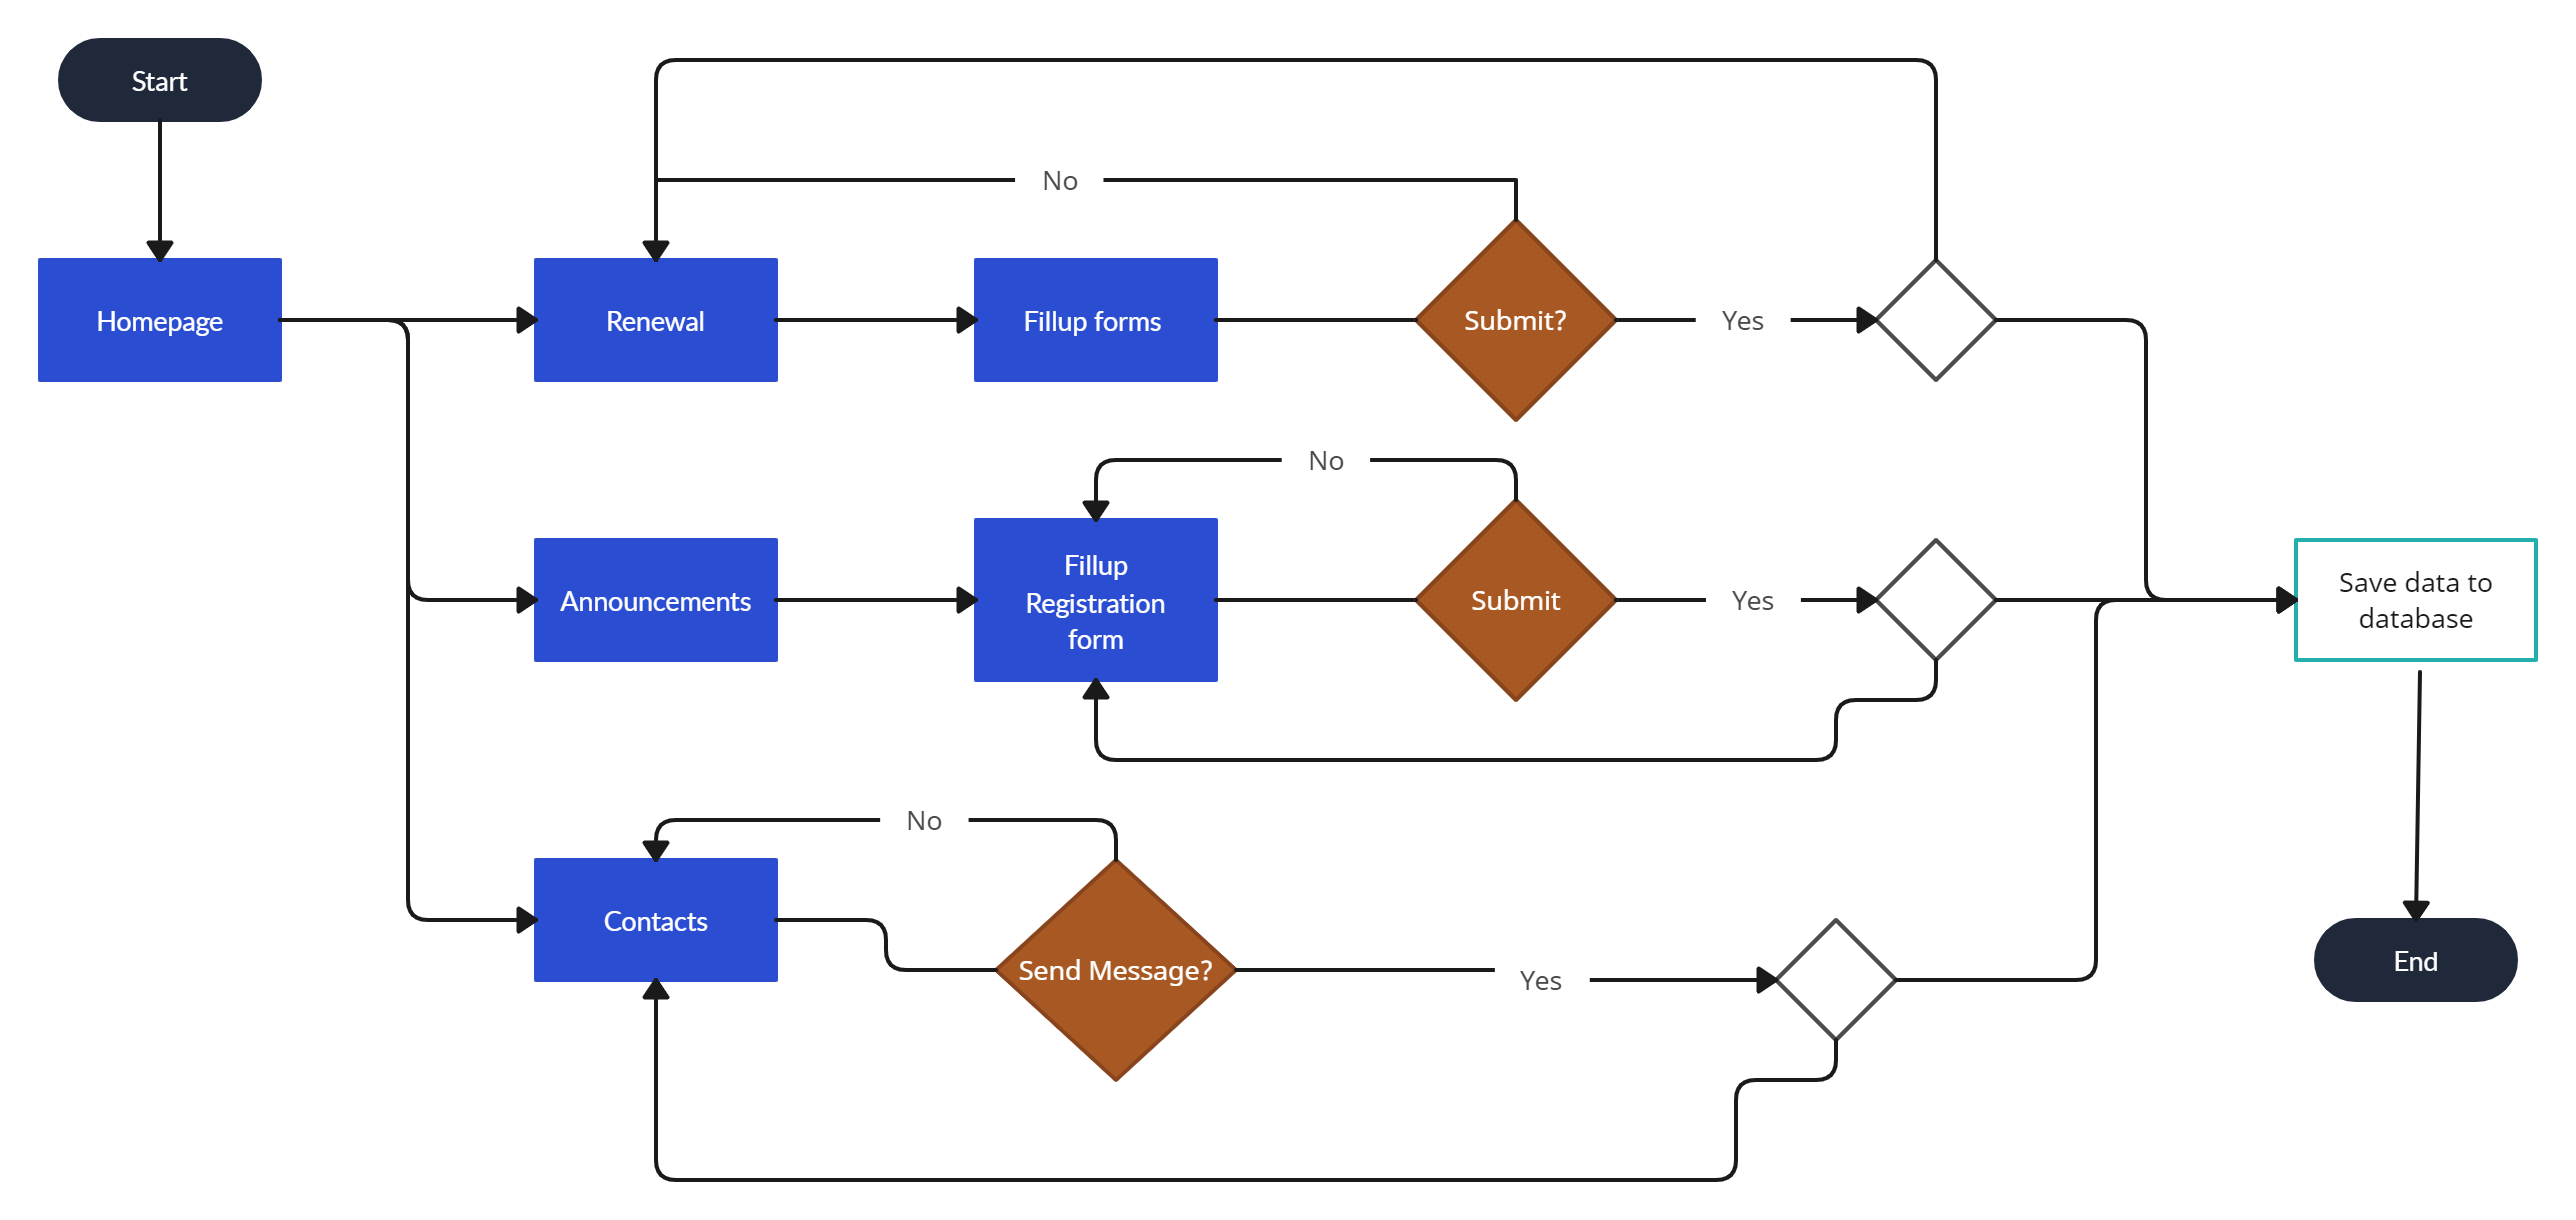 Start
No
Homepage
Renewal
Fillup forms
Submit?
Yes
No
Announcements
Fillup
Registration
form
Submit
Yes
Save data to
database
No
Contacts
Send Message?
Yes
End